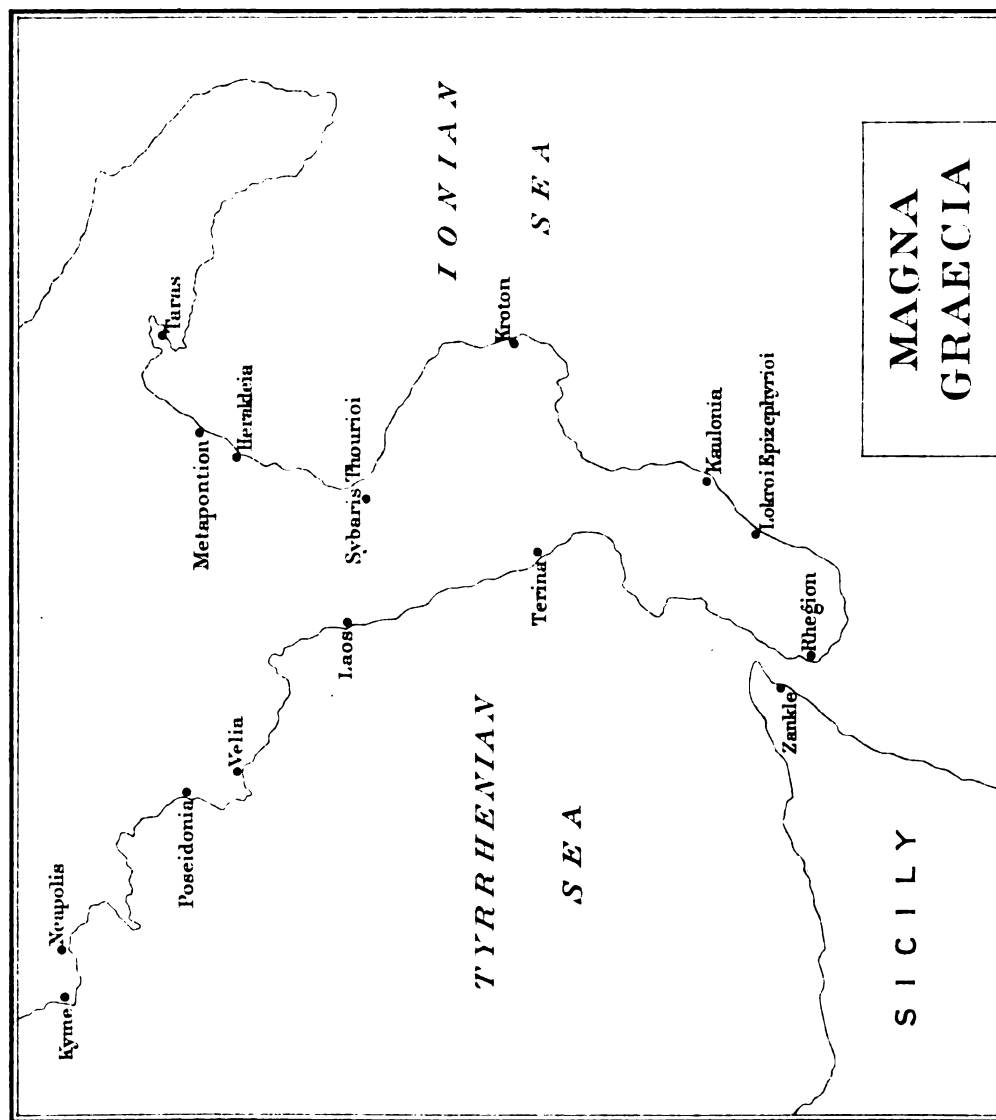 MAGNA
GRAECIA
IONIAN
SEA
TYRRHENIAN
SEA
SICILY
Kyme
Neapolis
Poseidonia
Velia
Laos
Terina
Metapontion
Herakleia
Taras
Sybaris Thourioi
Kroton
Kaulonia
Lokroi Epizephyrioi
Rhegion
Zankle